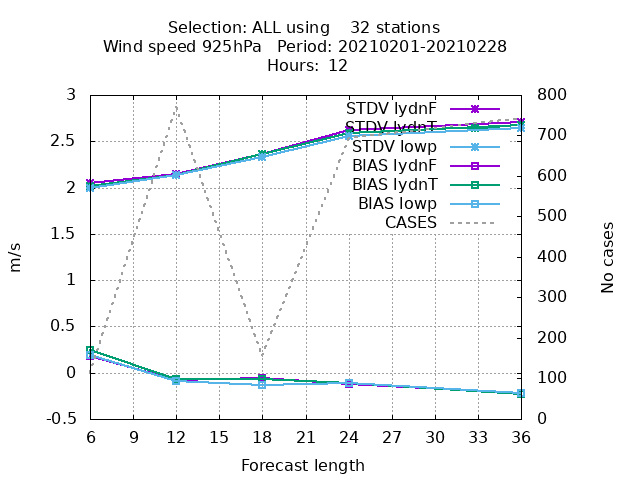 Selection: ALL using    32 stations
Wind speed 925hPa   Period: 20210201-20210228
Hours:  12
3
2.5
2
1.5
1
0.5
0
-0.5
m/s
STDV lydnF
STDV lydnT
STDV lowp
BIAS lydnF
BIAS lydnT
BIAS lowp
CASES
800
700
600
500
400
300
200
100
0
No cases
6 9 12 15 18 21 24 27 30 33 36
Forecast length